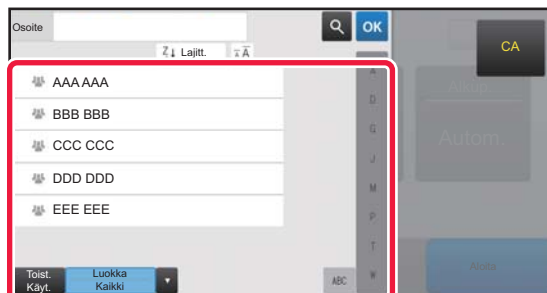 Osoite
OK
CA
Z↓ Lajitt.
A
AAA AAA
BBB BBB
CCC CCC
DDD DDD
EEE EEE
A
D
G
J
M
P
T
W
ABC
Toist.
Käyt.
Luokka
Kaikki
Alkup.
Autom.
Aloita